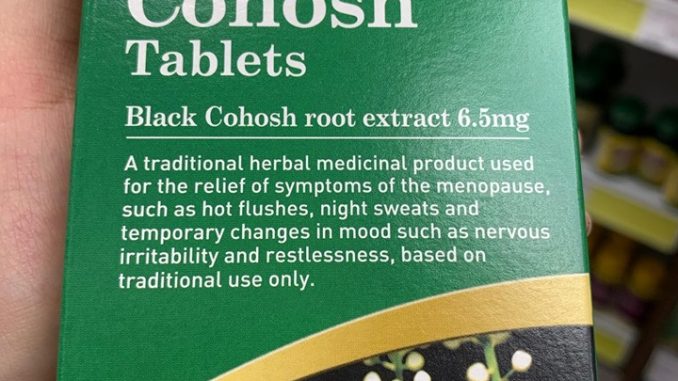 Cohosh
Tablets
Black Cohosh root extract 6.5mg
A traditional herbal medicinal product used
for the relief of symptoms of the menopause,
such as hot flushes, night sweats and
temporary changes in mood such as nervous
irritability and restlessness, based on
traditional use only.